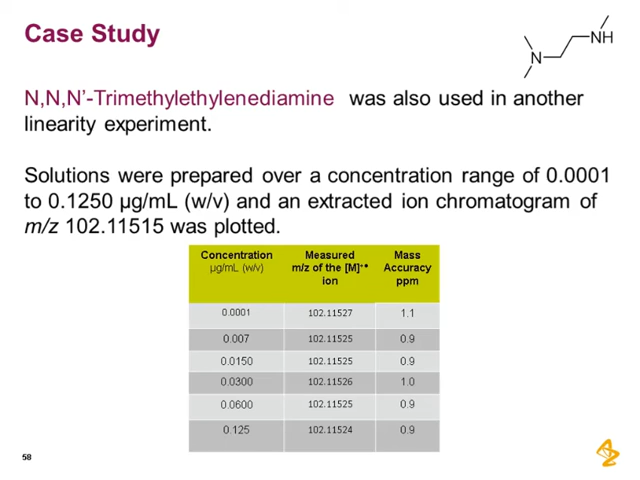 Case Study
NH
N
N,N,N’-Trimethylethylenediamine was also used in another
linearity experiment.
Solutions were prepared over a concentration range of 0.0001
to 0.1250 µg/mL (w/v) and an extracted ion chromatogram of
m/z 102.11515 was plotted.
Concentration µg/mL (w/v) Measured m/z of the [M]⁺• ion Mass Accuracy ppm
0.0001 102.11527 1.1
0.007 102.11525 0.9
0.0150 102.11525 0.9
0.0300 102.11526 1.0
0.0600 102.11525 0.9
0.125 102.11524 0.9
58